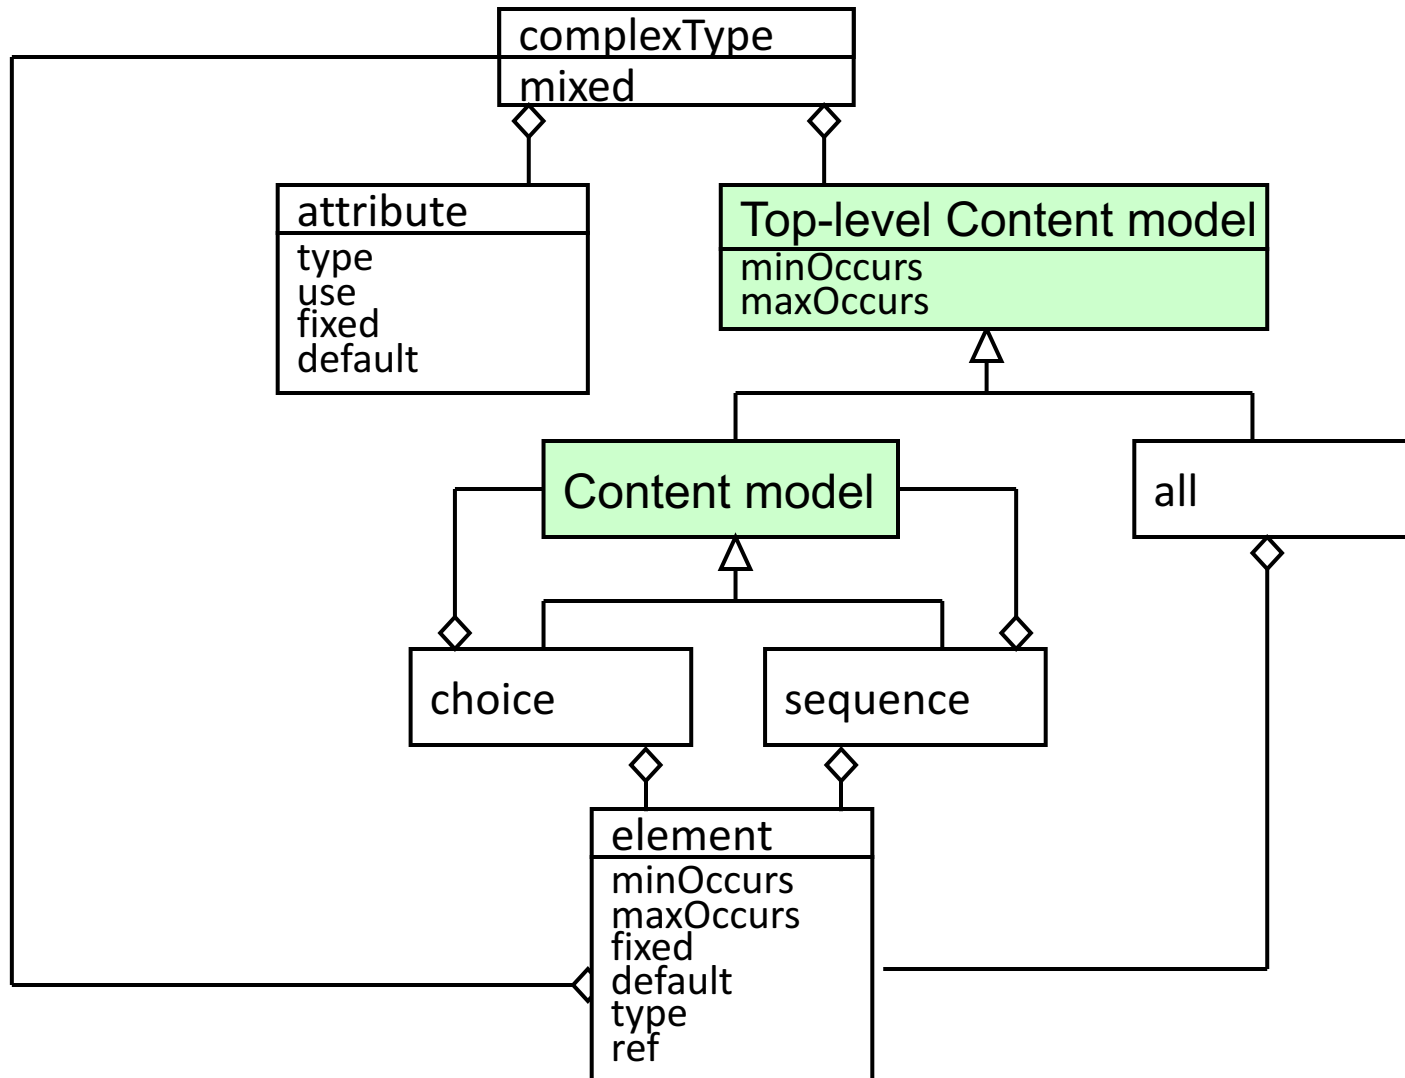 complexType
mixed
attribute
type
use
fixed
default
Top-level Content model
minOccurs
maxOccurs
Content model
all
choice
sequence
element
minOccurs
maxOccurs
fixed
default
type
ref